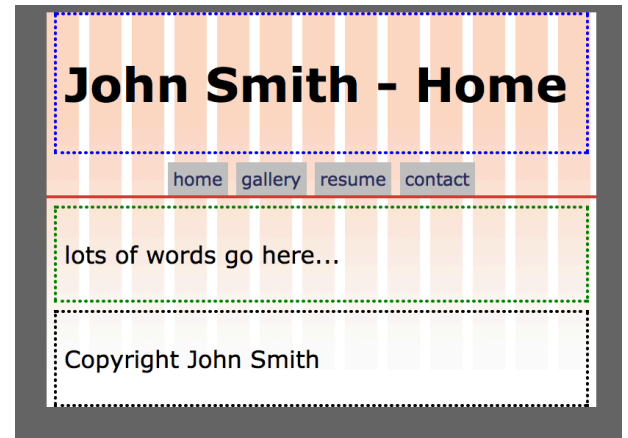 John Smith - Home
home gallery resume contact
lots of words go here...
Copyright John Smith